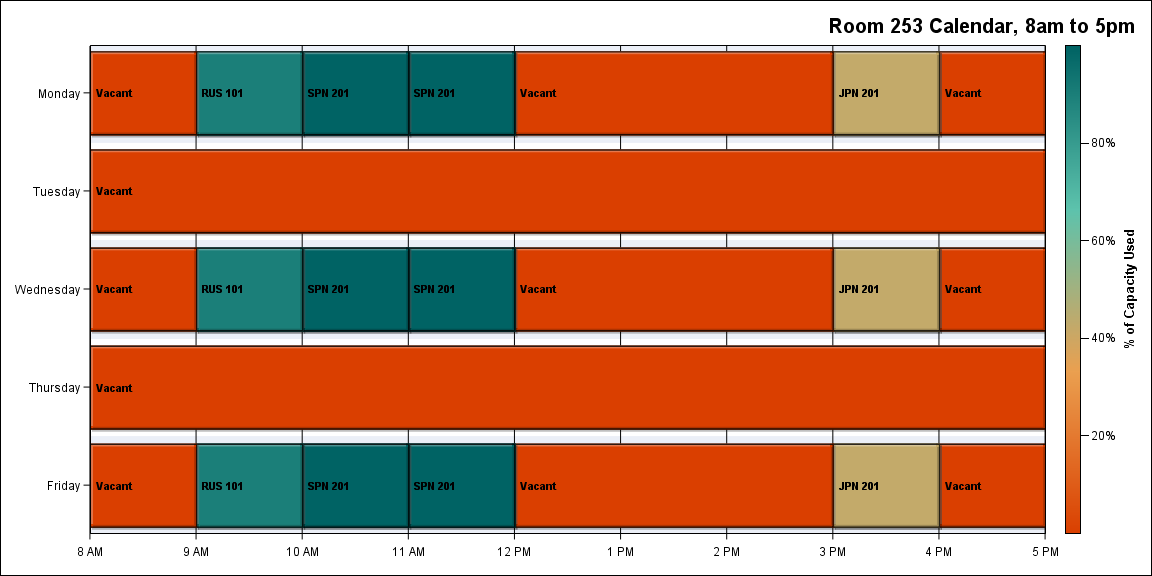 Room 253 Calendar, 8am to 5pm
Monday
Vacant
RUS 101
SPN 201
SPN 201
Vacant
JPN 201
Vacant
Tuesday
Vacant
Wednesday
Vacant
RUS 101
SPN 201
SPN 201
Vacant
JPN 201
Vacant
Thursday
Vacant
Friday
Vacant
RUS 101
SPN 201
SPN 201
Vacant
JPN 201
Vacant
8 AM
9 AM
10 AM
11 AM
12 PM
1 PM
2 PM
3 PM
4 PM
5 PM
80%
60%
40%
20%
% of Capacity Used